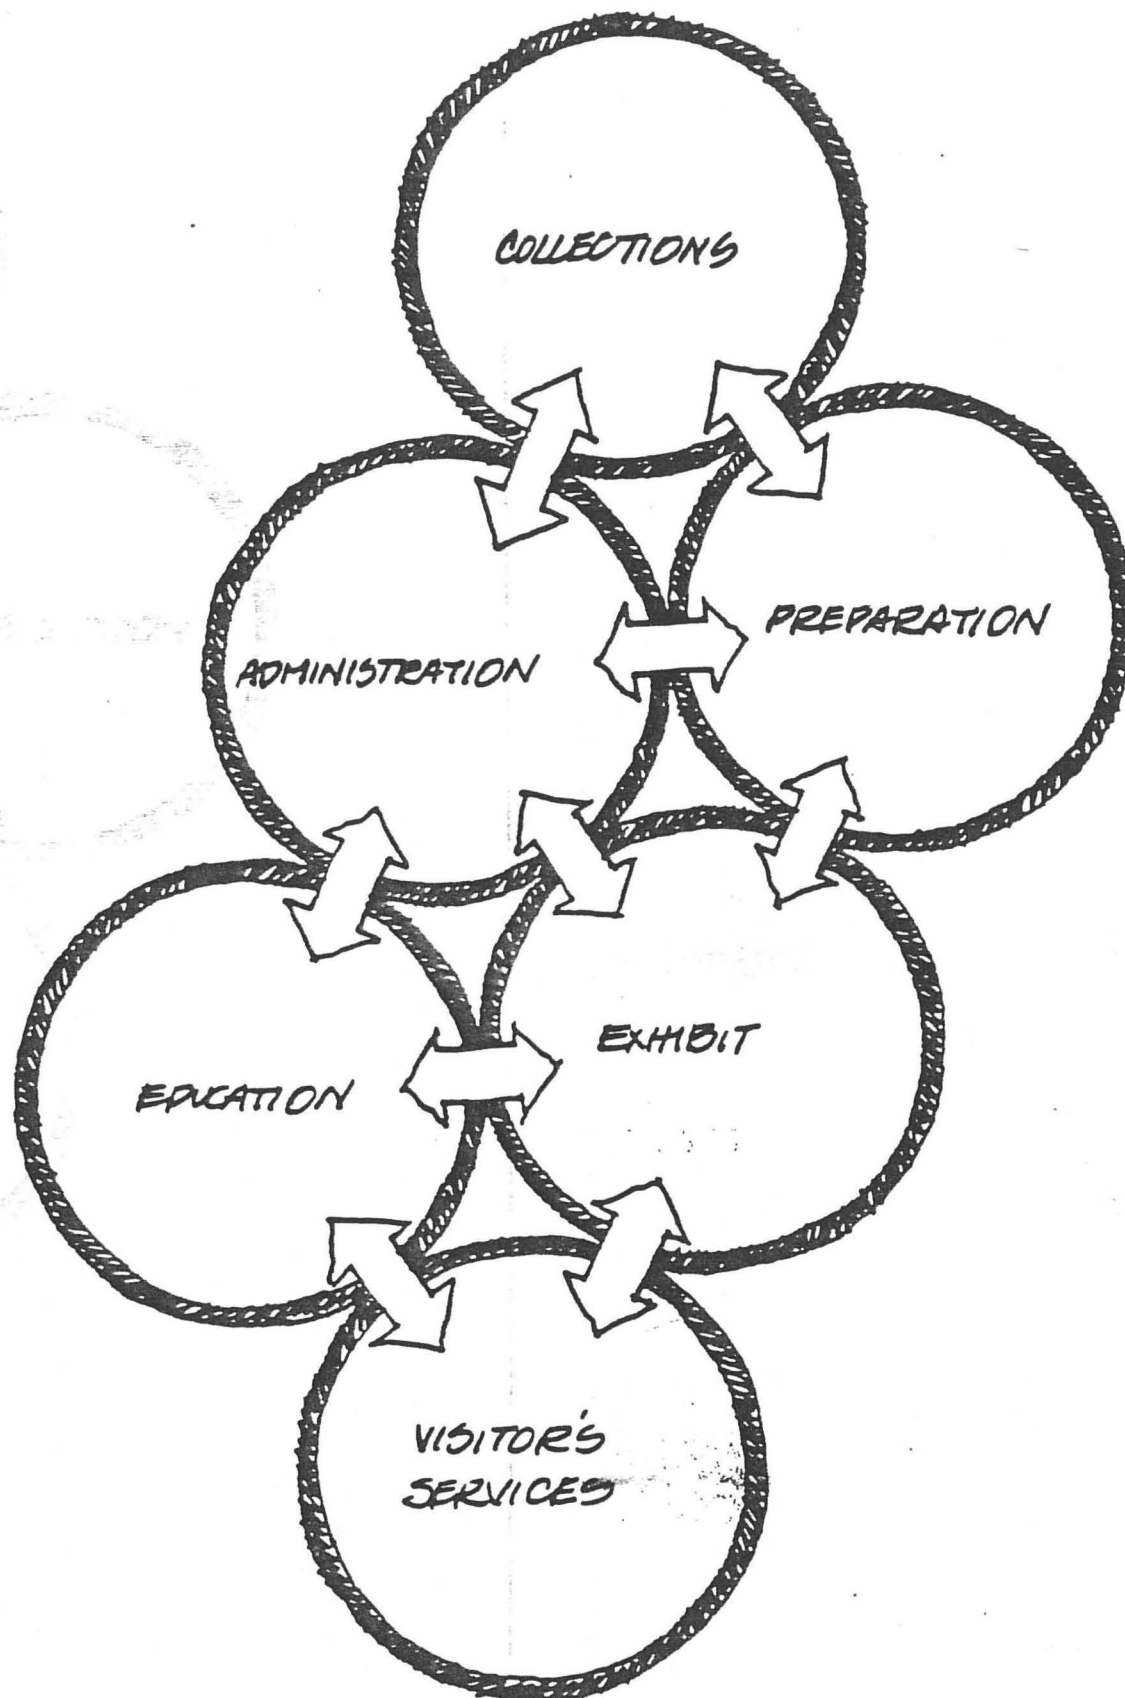 COLLECTIONS
PREPARATION
ADMINISTRATION
EXHIBIT
EDUCATION
VISITOR'S
SERVICES